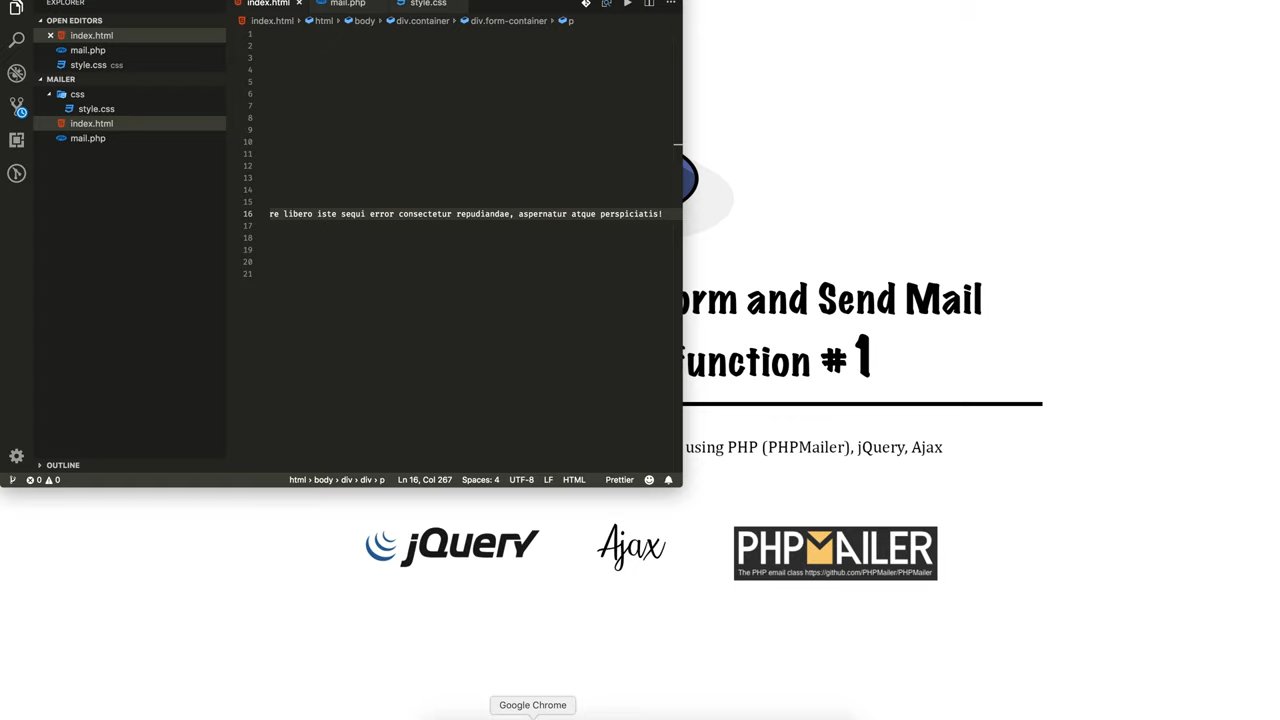 EXPLORER
OPEN EDITORS
index.html
mail.php
style.css css
MAILER
css
style.css
index.html
mail.php
OUTLINE
index.html mail.php style.css
index.html › html › body › div.container › div.form-container › p
1
2
3
4
5
6
7
8
9
10
11
12
13
14
15
16 re libero iste sequi error consectetur repudiandae, aspernatur atque perspiciatis!
17
18
19
20
21
0 0 html › body › div › div › p Ln 16, Col 267 Spaces: 4 UTF-8 LF HTML Prettier
orm and Send Mail
function #1
using PHP (PHPMailer), jQuery, Ajax
jQuery Ajax PHPMAILER
The PHP email class https://github.com/PHPMailer/PHPMailer
Google Chrome